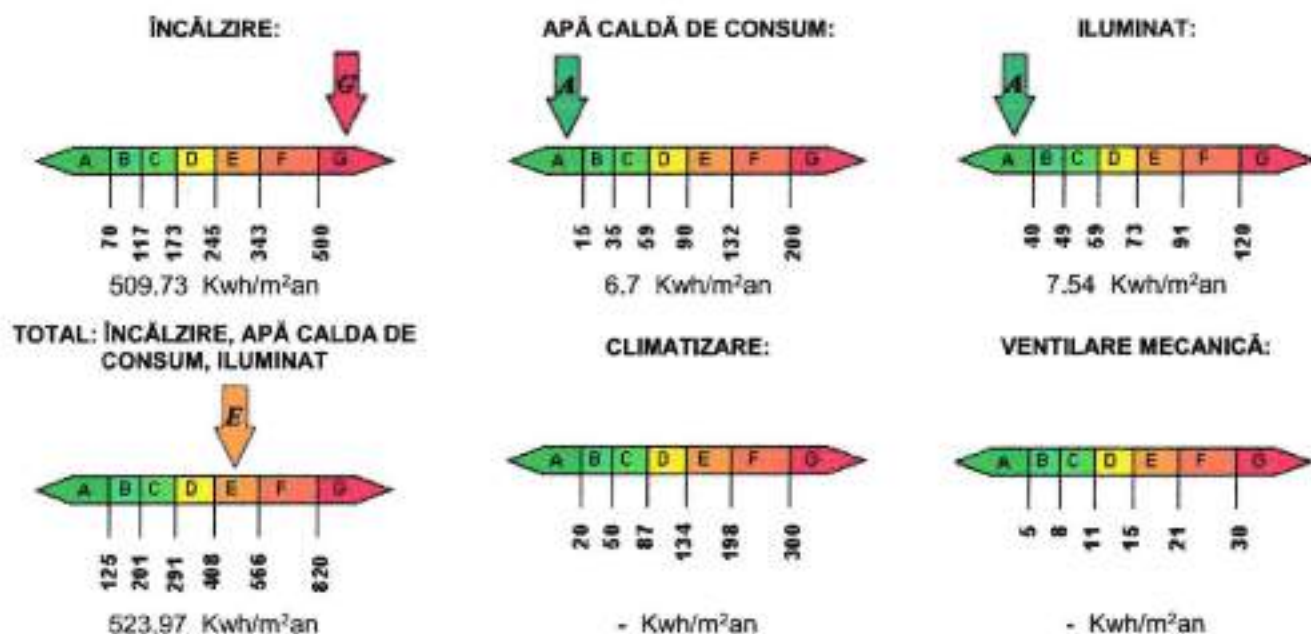 ÎNCĂLZIRE:
G
A B C D E F G
70 117 173 245 343 500
509.73 Kwh/m²an
APĂ CALDĂ DE CONSUM:
A
A B C D E F G
15 35 59 90 132 200
6.7 Kwh/m²an
ILUMINAT:
A
A B C D E F G
40 49 59 73 91 120
7.54 Kwh/m²an
TOTAL: ÎNCĂLZIRE, APĂ CALDA DE
CONSUM, ILUMINAT
E
A B C D E F G
125 201 291 408 566 820
523.97 Kwh/m²an
CLIMATIZARE:
A B C D E F G
20 50 87 134 198 300
- Kwh/m²an
VENTILARE MECANICĂ:
A B C D E F G
5 8 11 15 21 30
- Kwh/m²an